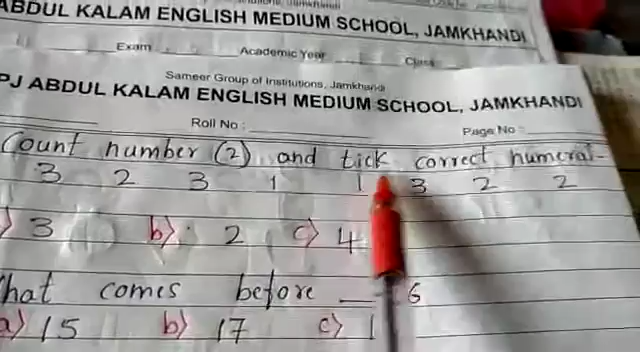 ABDUL KALAM ENGLISH MEDIUM SCHOOL, JAMKHANDI
Exam Academic Year Class
Sameer Group of Institutions, Jamkhandi
PJ ABDUL KALAM ENGLISH MEDIUM SCHOOL, JAMKHANDI
Roll No : Page No :
Count number (2) and tick correct numeral-
3 2 3 1 1 3 2 2
3 b) 2 c) 4
hat comes before __ 6
a) 15 b) 17 c) 1